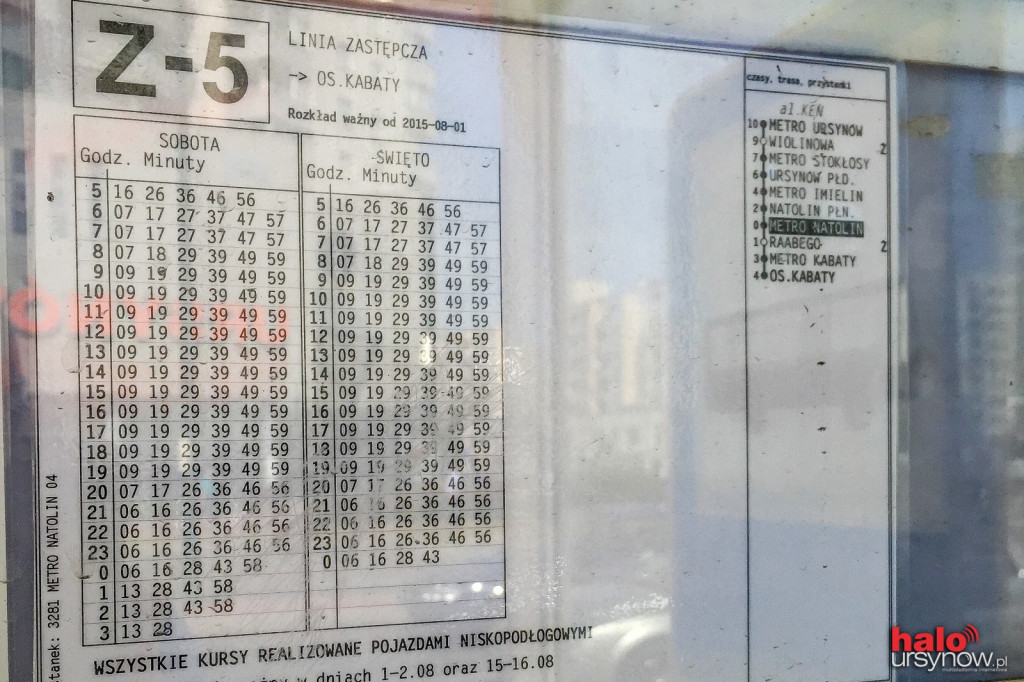 Z-5
LINIA ZASTĘPCZA
-> OS.KABATY
Rozkład ważny od 2015-08-01
SOBOTA
Godz. Minuty
5 16 26 36 46 56
6 07 17 27 37 47 57
7 07 17 27 37 47 57
8 07 18 29 39 49 59
9 09 19 29 39 49 59
10 09 19 29 39 49 59
11 09 19 29 39 49 59
12 09 19 29 39 49 59
13 09 19 29 39 49 59
14 09 19 29 39 49 59
15 09 19 29 39 49 59
16 09 19 29 39 49 59
17 09 19 29 39 49 59
18 09 19 29 39 49 59
19 09 19 29 39 49 59
20 07 17 26 36 46 56
21 06 16 26 36 46 56
22 06 16 26 36 46 56
23 06 16 26 36 46 56
0 06 16 28 43 58
1 13 28 43 58
2 13 28 43 58
3 13 28
ŚWIĘTO
Godz. Minuty
5 16 26 36 46 56
6 07 17 27 37 47 57
7 07 17 27 37 47 57
8 07 18 29 39 49 59
9 09 19 29 39 49 59
10 09 19 29 39 49 59
11 09 19 29 39 49 59
12 09 19 29 39 49 59
13 09 19 29 39 49 59
14 09 19 29 39 49 59
15 09 19 29 39 49 59
16 09 19 29 39 49 59
17 09 19 29 39 49 59
18 09 19 29 39 49 59
19 09 19 29 39 49 59
20 07 17 26 36 46 56
21 06 16 26 36 46 56
22 06 16 26 36 46 56
23 06 16 26 36 46 56
0 06 16 28 43
WSZYSTKIE KURSY REALIZOWANE POJAZDAMI NISKOPODŁOGOWYMI
w dniach 1-2.08 oraz 15-16.08
tanek: 3281 METRO NATOLIN 04
czasy, trasa, przystanki
al.KEN
10 METRO URSYNÓW
9 WIOLINOWA Ż
7 METRO STOKŁOSY
6 URSYNÓW PŁD.
4 METRO IMIELIN
2 NATOLIN PŁN.
0 METRO NATOLIN
1 RAABEGO Ż
3 METRO KABATY
4 OS.KABATY
halo
ursynow.pl